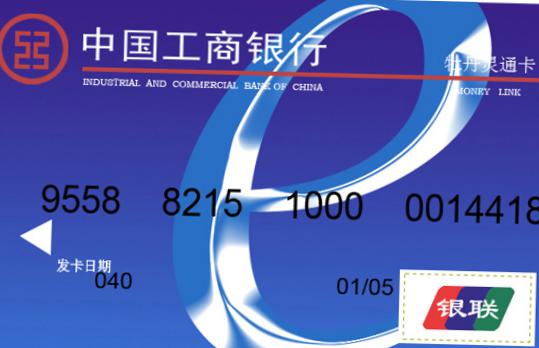 中国工商银行
INDUSTRIAL AND COMMERCIAL BANK OF CHINA
牡丹灵通卡
MONEY LINK
9558 8215 1000 0014418
发卡日期
040
01/05
银联